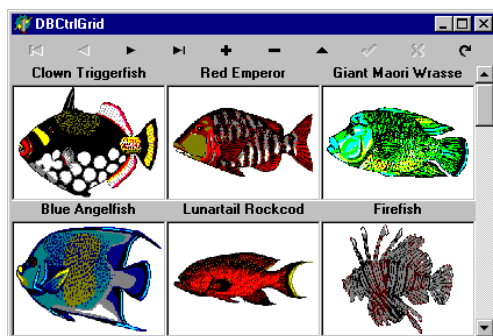 DBCtrlGrid
Clown Triggerfish Red Emperor Giant Maori Wrasse
Blue Angelfish Lunartail Rockcod Firefish